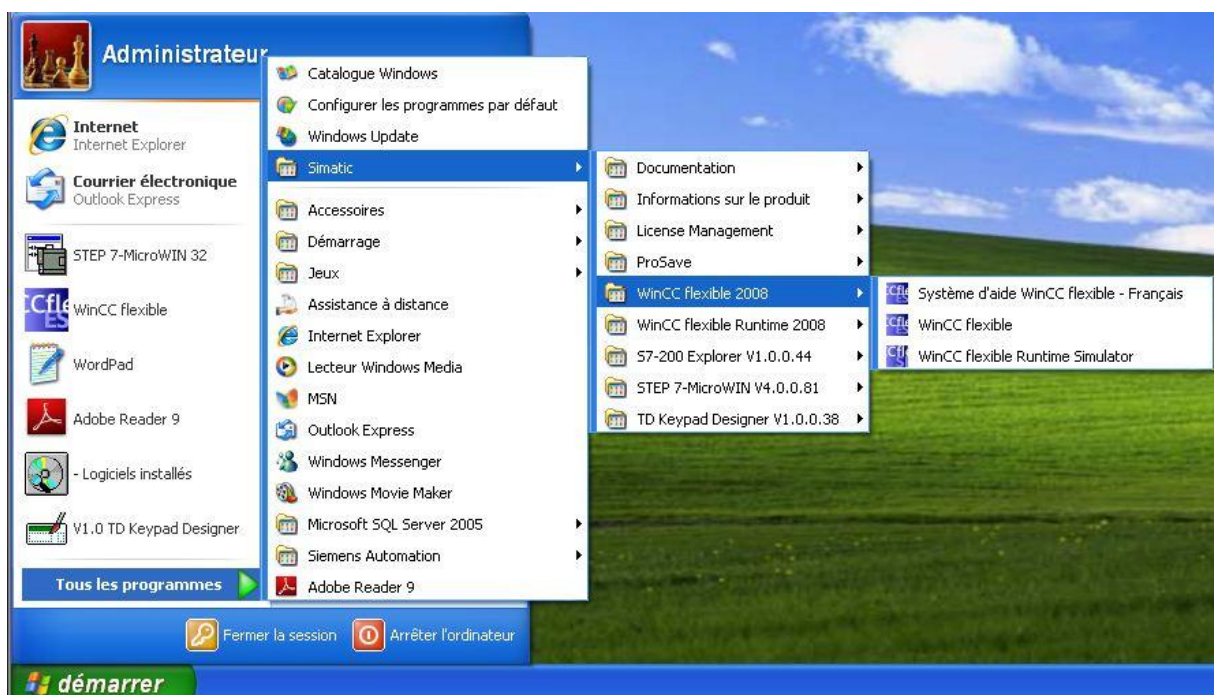 Administrateur
Internet
Internet Explorer
Courrier électronique
Outlook Express
STEP 7-MicroWIN 32
WinCC flexible
WordPad
Adobe Reader 9
- Logiciels installés
V1.0 TD Keypad Designer
Tous les programmes
Catalogue Windows
Configurer les programmes par défaut
Windows Update
Simatic
Accessoires
Démarrage
Jeux
Assistance à distance
Internet Explorer
Lecteur Windows Media
MSN
Outlook Express
Windows Messenger
Windows Movie Maker
Microsoft SQL Server 2005
Siemens Automation
Adobe Reader 9
Documentation
Informations sur le produit
License Management
ProSave
WinCC flexible 2008
WinCC flexible Runtime 2008
S7-200 Explorer V1.0.0.44
STEP 7-MicroWIN V4.0.0.81
TD Keypad Designer V1.0.0.38
Système d'aide WinCC flexible - Français
WinCC flexible
WinCC flexible Runtime Simulator
Fermer la session
Arrêter l'ordinateur
démarrer